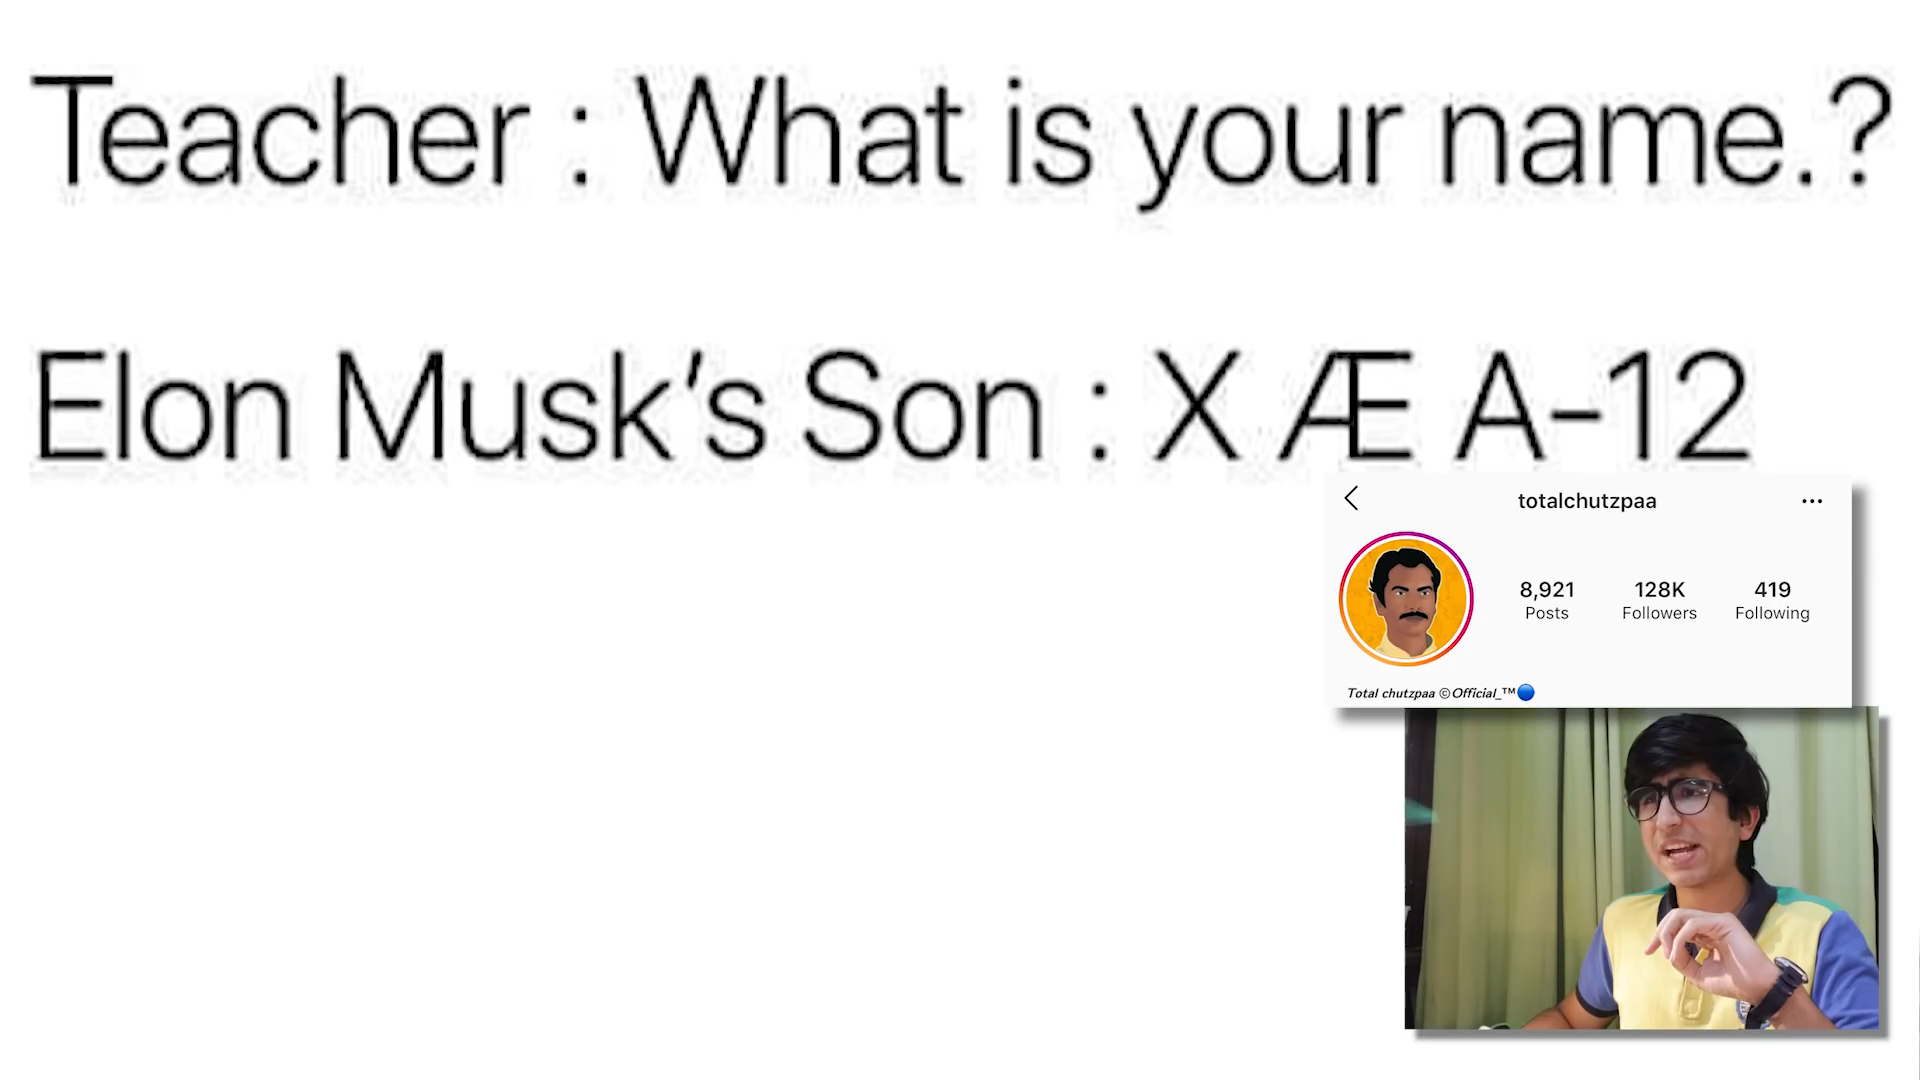 Teacher : What is your name.?
Elon Musk's Son : X Æ A-12
totalchutzpaa
8,921 128K 419
Posts Followers Following
Total chutzpaa ©Official_™